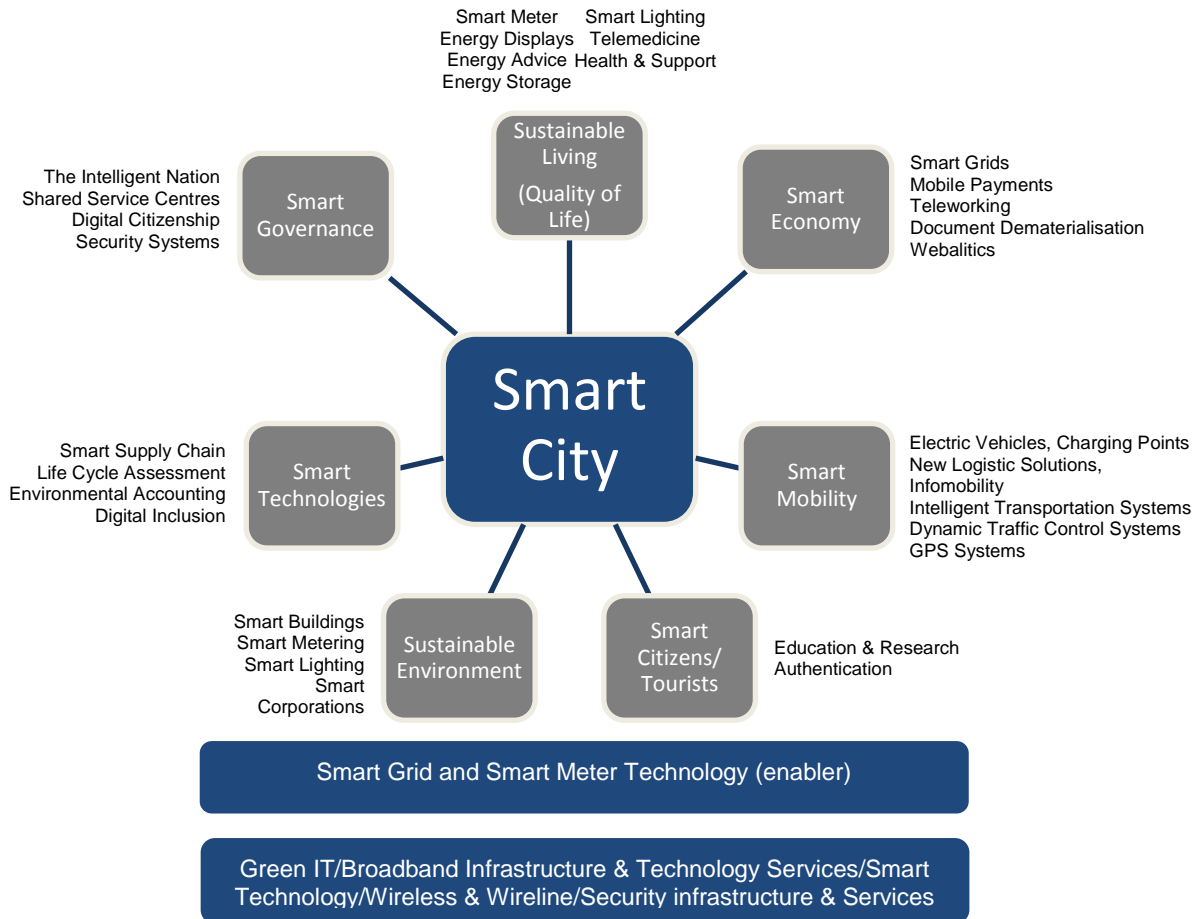 Smart Meter
Energy Displays
Energy Advice
Energy Storage
Smart Lighting
Telemedicine
Health & Support
Sustainable
Living
(Quality of
Life)
The Intelligent Nation
Shared Service Centres
Digital Citizenship
Security Systems
Smart
Governance
Smart
Economy
Smart Grids
Mobile Payments
Teleworking
Document Dematerialisation
Webalitics
Smart
City
Smart Supply Chain
Life Cycle Assessment
Environmental Accounting
Digital Inclusion
Smart
Technologies
Smart
Mobility
Electric Vehicles, Charging Points
New Logistic Solutions,
Infomobility
Intelligent Transportation Systems
Dynamic Traffic Control Systems
GPS Systems
Smart Buildings
Smart Metering
Smart Lighting
Smart
Corporations
Sustainable
Environment
Smart
Citizens/
Tourists
Education & Research
Authentication
Smart Grid and Smart Meter Technology (enabler)
Green IT/Broadband Infrastructure & Technology Services/Smart
Technology/Wireless & Wireline/Security infrastructure & Services